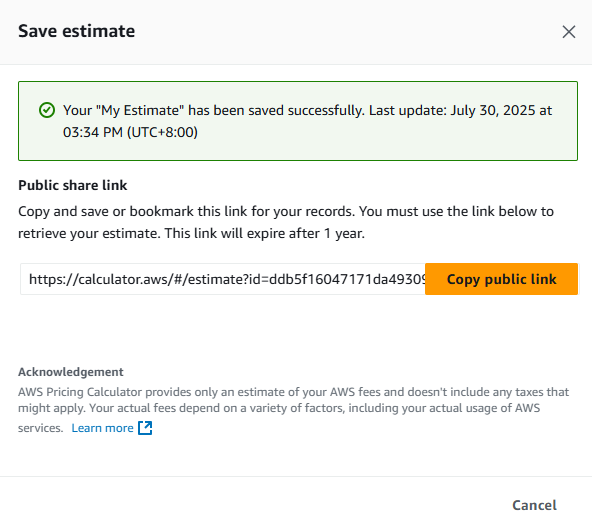 Save estimate
Your "My Estimate" has been saved successfully. Last update: July 30, 2025 at
03:34 PM (UTC+8:00)
Public share link
Copy and save or bookmark this link for your records. You must use the link below to
retrieve your estimate. This link will expire after 1 year.
https://calculator.aws/#/estimate?id=ddb5f16047171da49309
Copy public link
Acknowledgement
AWS Pricing Calculator provides only an estimate of your AWS fees and doesn't include any taxes that
might apply. Your actual fees depend on a variety of factors, including your actual usage of AWS
services. Learn more
Cancel